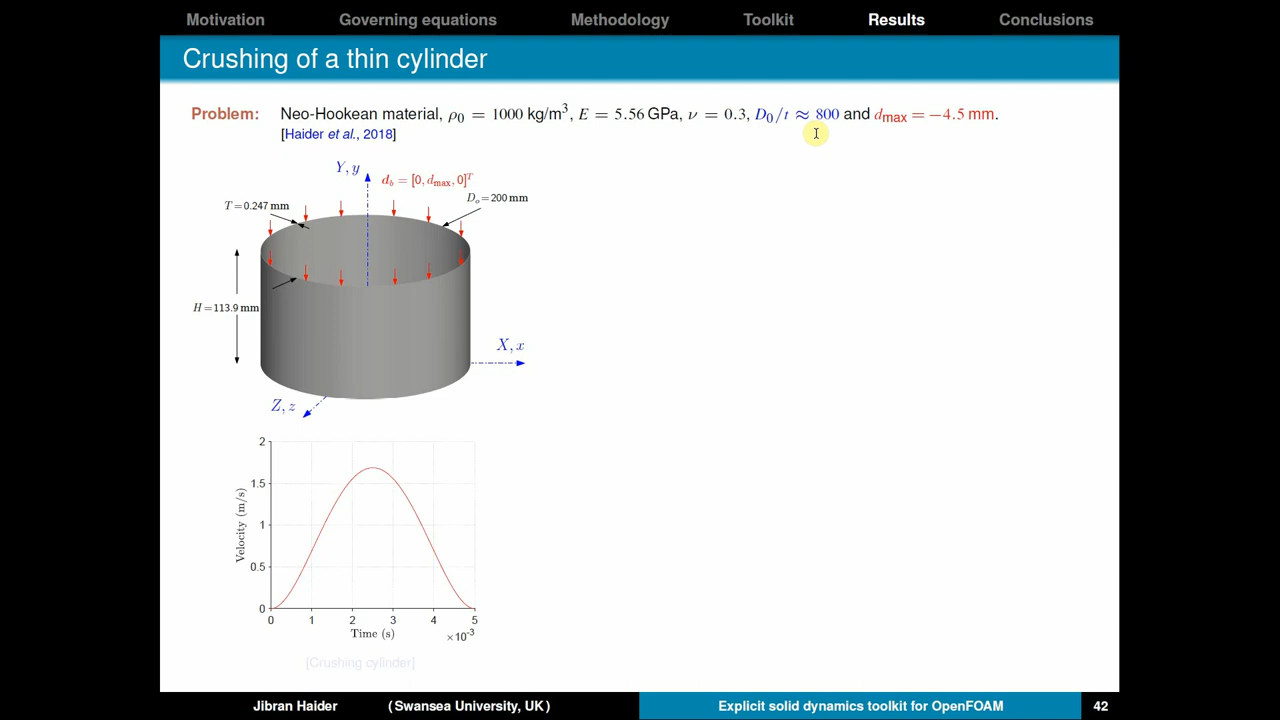 Motivation Governing equations Methodology Toolkit Results Conclusions
Crushing of a thin cylinder
Problem: Neo-Hookean material, ρ₀ = 1000 kg/m³, E = 5.56 GPa, ν = 0.3, D₀/t ≈ 800 and dmax = −4.5 mm.
[Haider et al., 2018]
Y, y
d_b = [0, dmax, 0]ᵀ
T=0.247 mm
Dₒ=200 mm
H=113.9 mm
X, x
Z, z
2
1.5
1
0.5
0
Velocity (m/s)
0 1 2 3 4 5
Time (s)
×10⁻³
[Crushing cylinder]
Jibran Haider (Swansea University, UK) Explicit solid dynamics toolkit for OpenFOAM 42